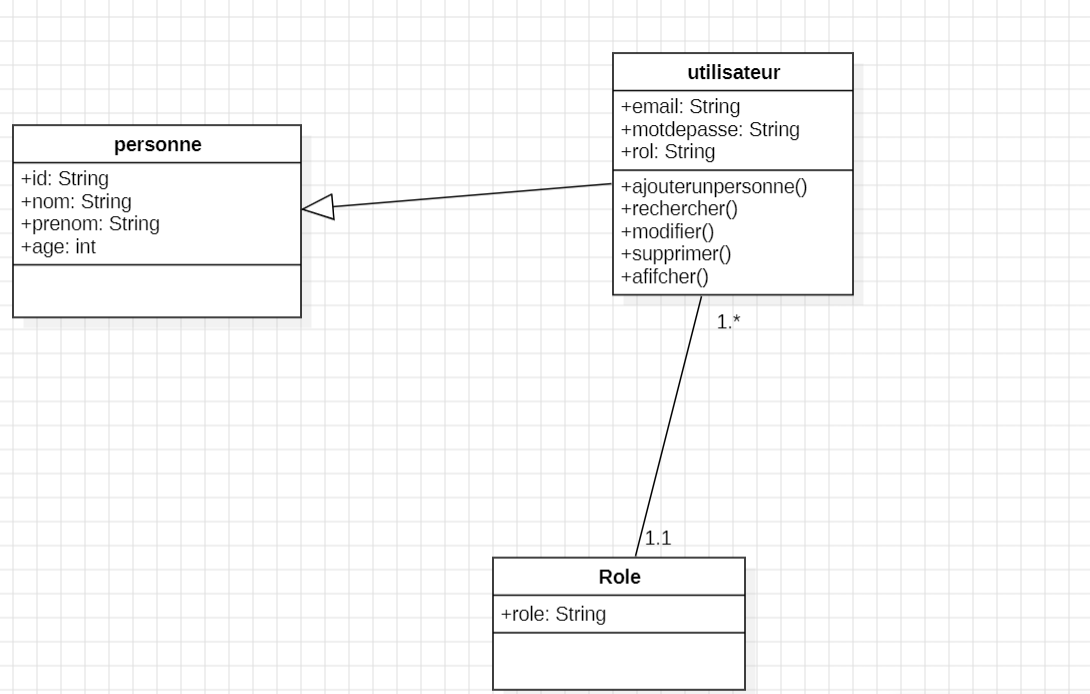 personne
+id: String
+nom: String
+prenom: String
+age: int
utilisateur
+email: String
+motdepasse: String
+rol: String
+ajouterunpersonne()
+rechercher()
+modifier()
+supprimer()
+afifcher()
1.*
1.1
Role
+role: String